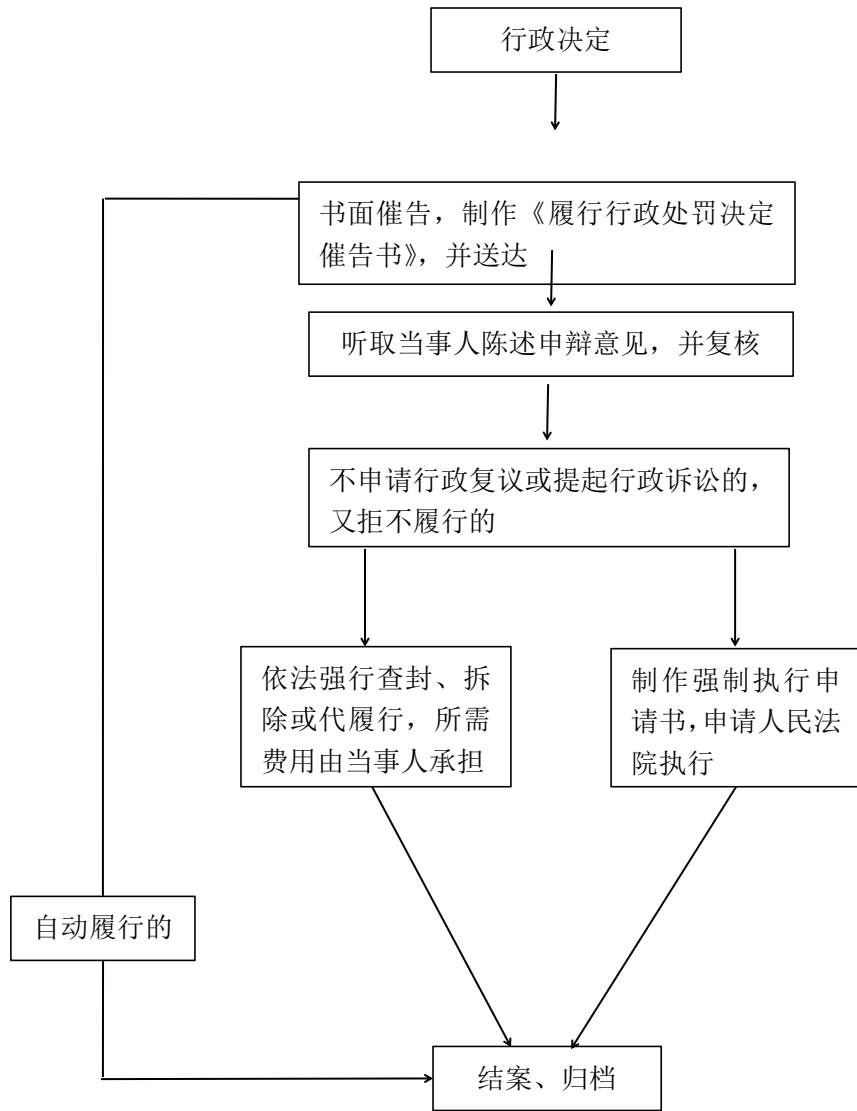 行政决定
书面催告，制作《履行行政处罚决定
催告书》，并送达
听取当事人陈述申辩意见，并复核
不申请行政复议或提起行政诉讼的，
又拒不履行的
依法强行查封、拆
除或代履行，所需
费用由当事人承担
制作强制执行申
请书，申请人民法
院执行
自动履行的
结案、归档